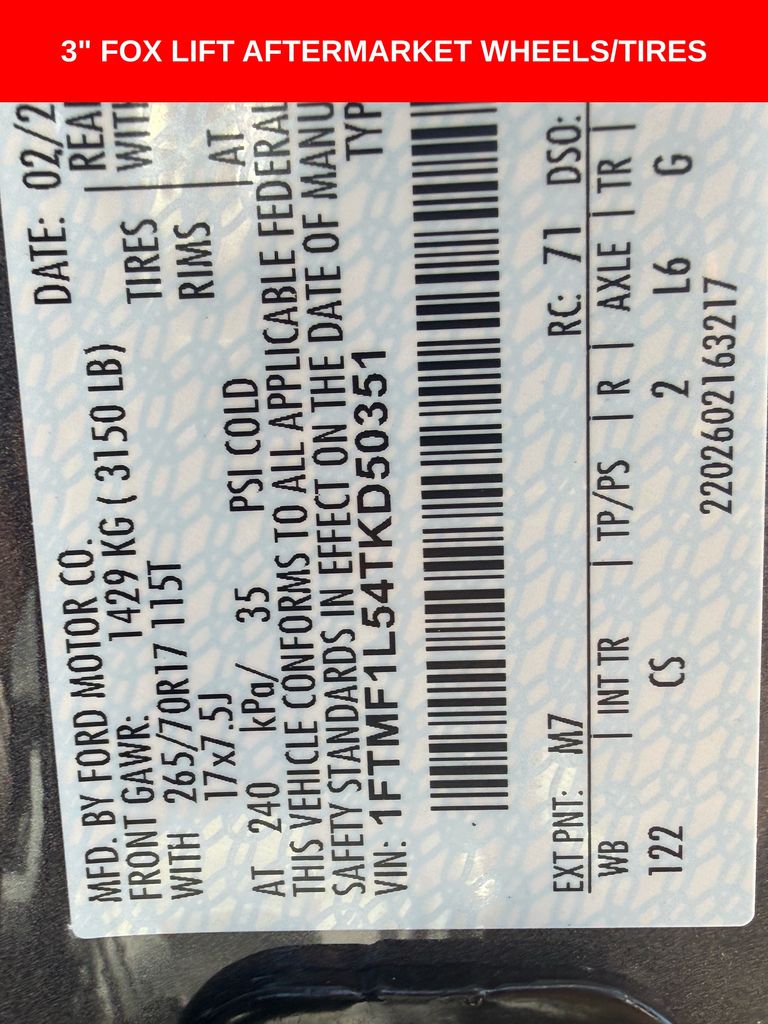 3" FOX LIFT AFTERMARKET WHEELS/TIRES
MFD. BY FORD MOTOR CO.
DATE: 02/2
FRONT GAWR: 1429 KG ( 3150 LB)
WITH 265/70R17 115T TIRES
17x7.5J RIMS
AT 240 kPa/ 35 PSI COLD AT
THIS VEHICLE CONFORMS TO ALL APPLICABLE FEDERAL
SAFETY STANDARDS IN EFFECT ON THE DATE OF MANU
VIN: 1FTMF1L54TKD50351 TYP
EXT PNT: M7 RC: 71 DSO:
WB | INT TR | TP/PS | R | AXLE | TR |
122 CS 2 L6 G
2202602163217